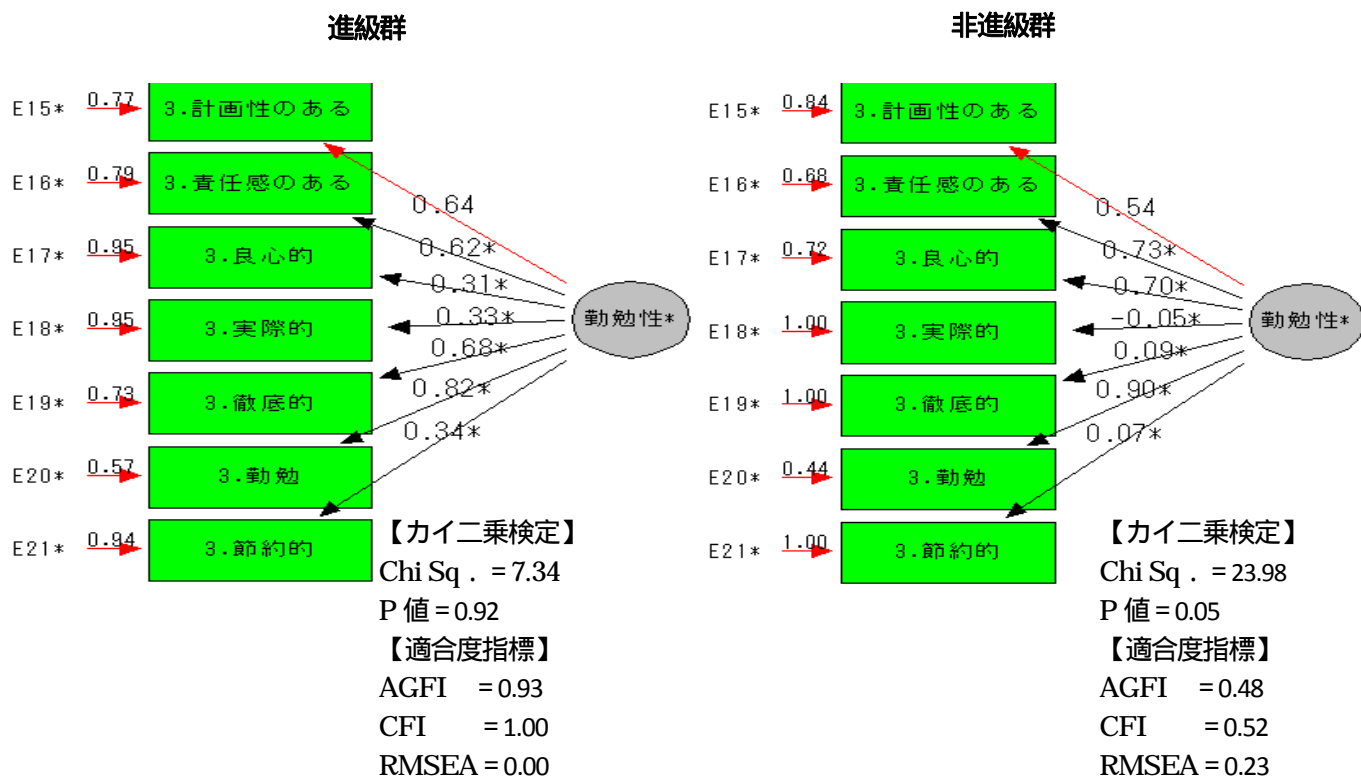 進級群
E15* 0.77 3.計画性のある
E16* 0.79 3.責任感のある
E17* 0.95 3.良心的
E18* 0.95 3.実際的
E19* 0.73 3.徹底的
E20* 0.57 3.勤勉
E21* 0.94 3.節約的
0.64
0.62*
0.31*
0.33*
0.68*
0.82*
0.34*
勤勉性*
【カイ二乗検定】
Chi Sq . = 7.34
P 値 = 0.92
【適合度指標】
AGFI = 0.93
CFI = 1.00
RMSEA = 0.00
非進級群
E15* 0.84 3.計画性のある
E16* 0.68 3.責任感のある
E17* 0.72 3.良心的
E18* 1.00 3.実際的
E19* 1.00 3.徹底的
E20* 0.44 3.勤勉
E21* 1.00 3.節約的
0.54
0.73*
0.70*
-0.05*
0.09*
0.90*
0.07*
勤勉性*
【カイ二乗検定】
Chi Sq . = 23.98
P 値 = 0.05
【適合度指標】
AGFI = 0.48
CFI = 0.52
RMSEA = 0.23